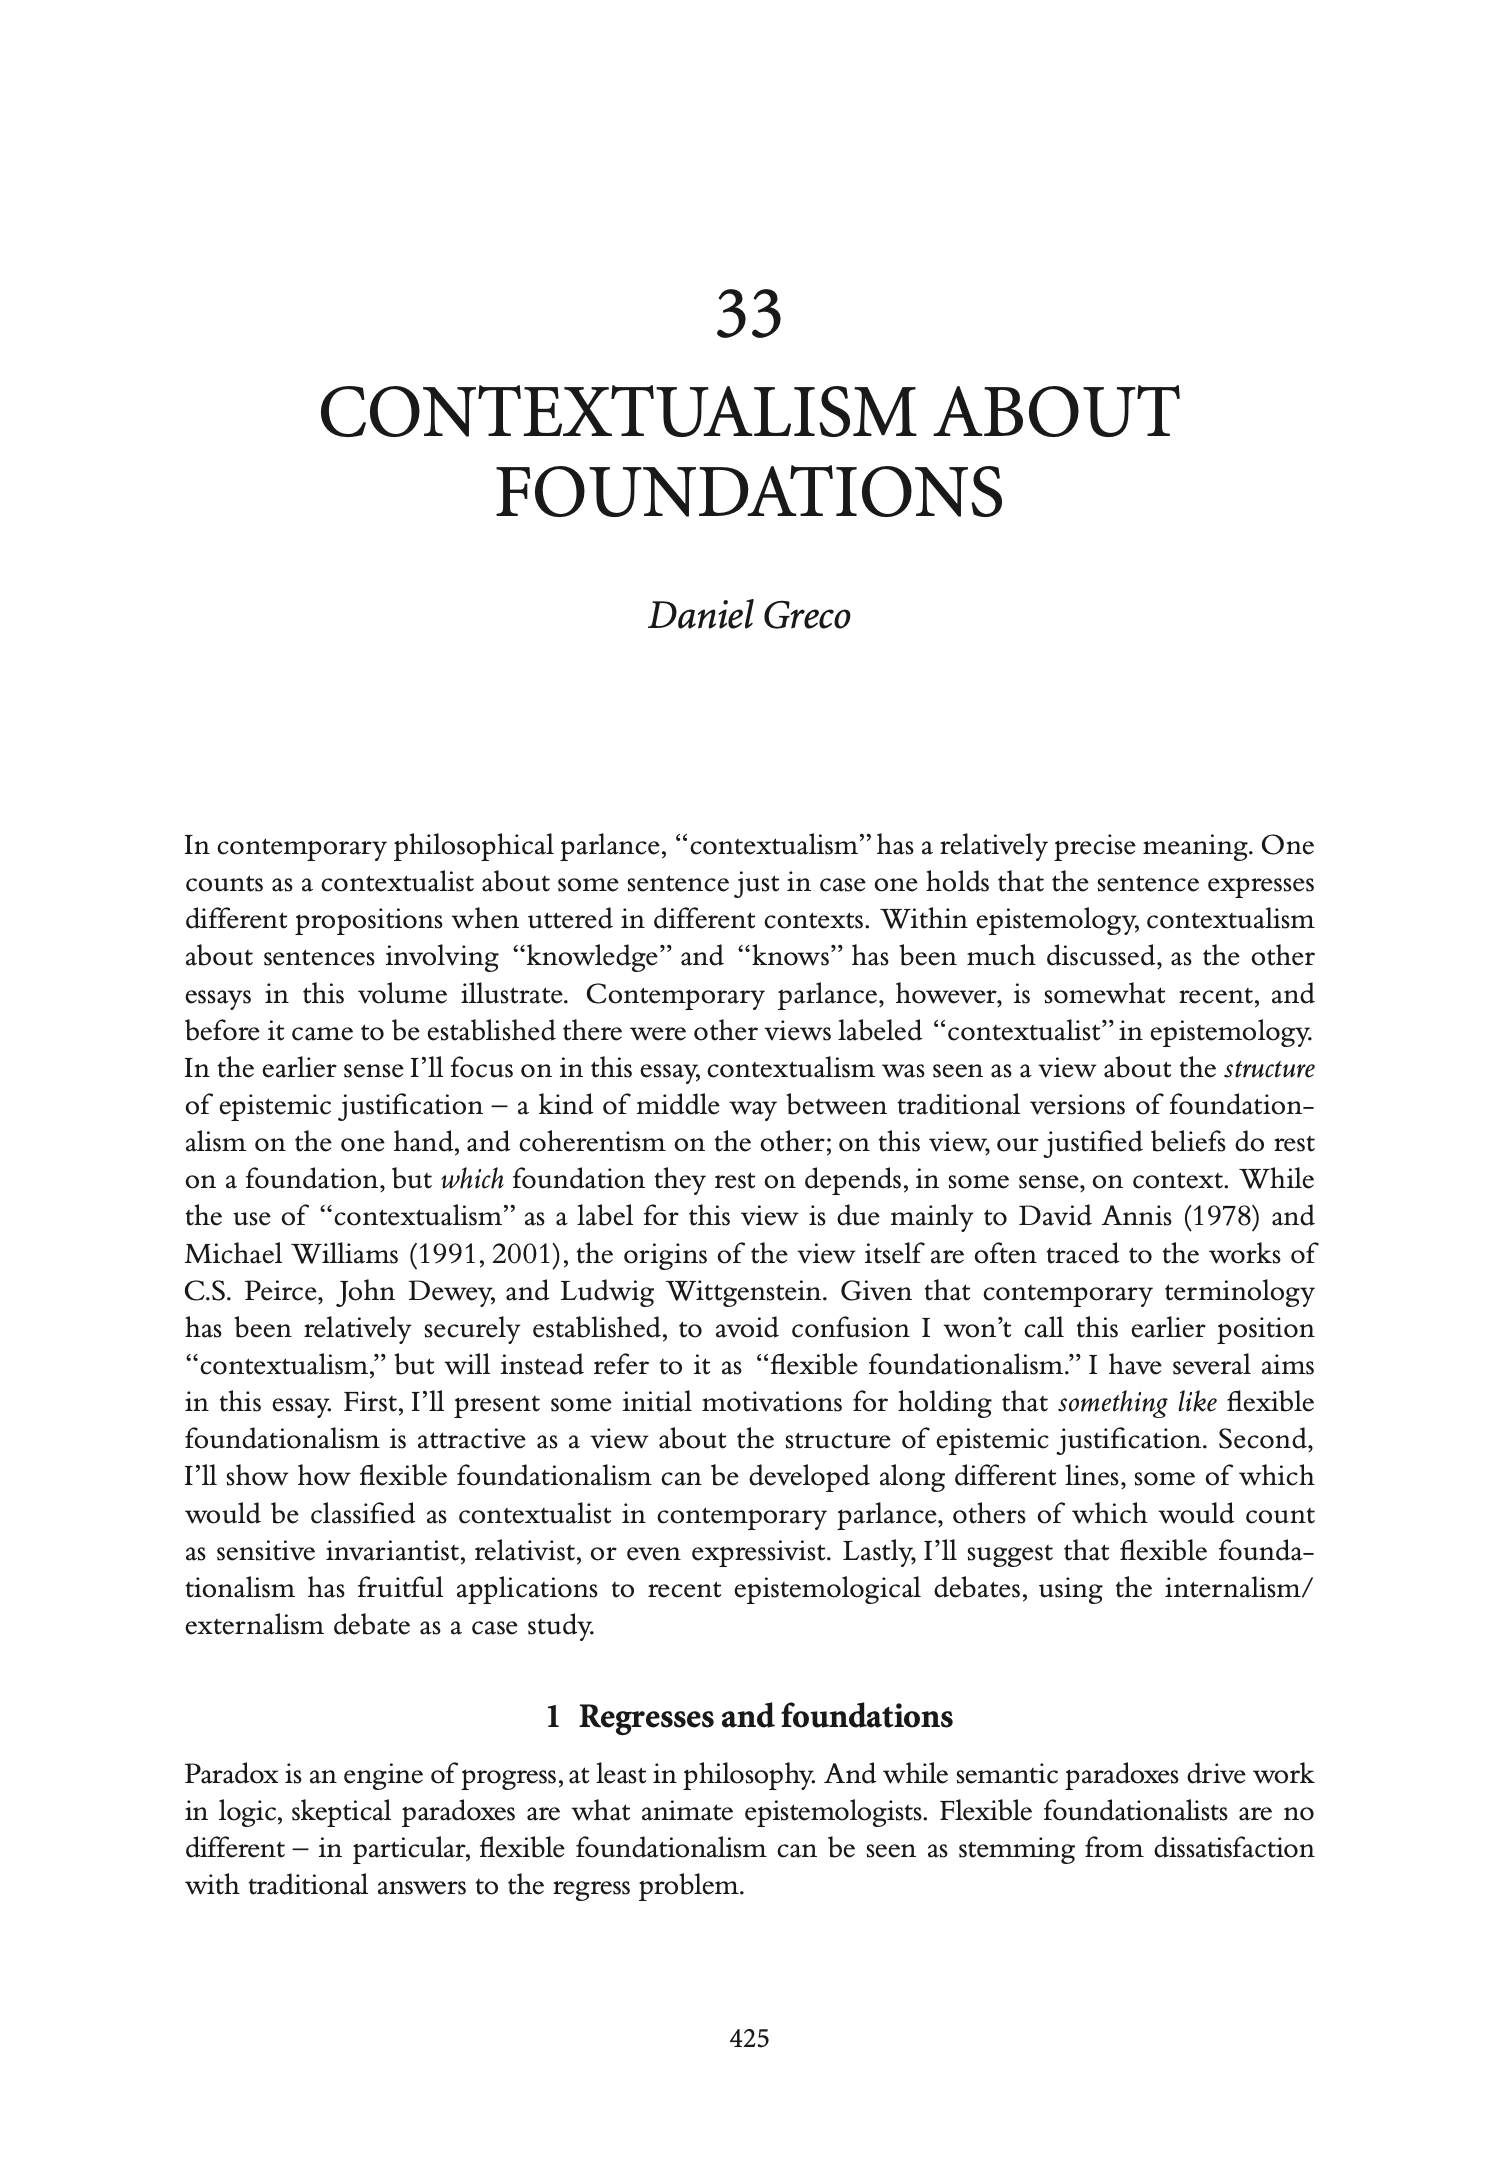 33
CONTEXTUALISM ABOUT
FOUNDATIONS
Daniel Greco
In contemporary philosophical parlance, “contextualism” has a relatively precise meaning. One
counts as a contextualist about some sentence just in case one holds that the sentence expresses
different propositions when uttered in different contexts. Within epistemology, contextualism
about sentences involving “knowledge” and “knows” has been much discussed, as the other
essays in this volume illustrate. Contemporary parlance, however, is somewhat recent, and
before it came to be established there were other views labeled “contextualist” in epistemology.
In the earlier sense I’ll focus on in this essay, contextualism was seen as a view about the structure
of epistemic justification – a kind of middle way between traditional versions of foundation-
alism on the one hand, and coherentism on the other; on this view, our justified beliefs do rest
on a foundation, but which foundation they rest on depends, in some sense, on context. While
the use of “contextualism” as a label for this view is due mainly to David Annis (1978) and
Michael Williams (1991, 2001), the origins of the view itself are often traced to the works of
C.S. Peirce, John Dewey, and Ludwig Wittgenstein. Given that contemporary terminology
has been relatively securely established, to avoid confusion I won’t call this earlier position
“contextualism,” but will instead refer to it as “flexible foundationalism.” I have several aims
in this essay. First, I’ll present some initial motivations for holding that something like flexible
foundationalism is attractive as a view about the structure of epistemic justification. Second,
I’ll show how flexible foundationalism can be developed along different lines, some of which
would be classified as contextualist in contemporary parlance, others of which would count
as sensitive invariantist, relativist, or even expressivist. Lastly, I’ll suggest that flexible founda-
tionalism has fruitful applications to recent epistemological debates, using the internalism/
externalism debate as a case study.
1 Regresses and foundations
Paradox is an engine of progress, at least in philosophy. And while semantic paradoxes drive work
in logic, skeptical paradoxes are what animate epistemologists. Flexible foundationalists are no
different – in particular, flexible foundationalism can be seen as stemming from dissatisfaction
with traditional answers to the regress problem.
425